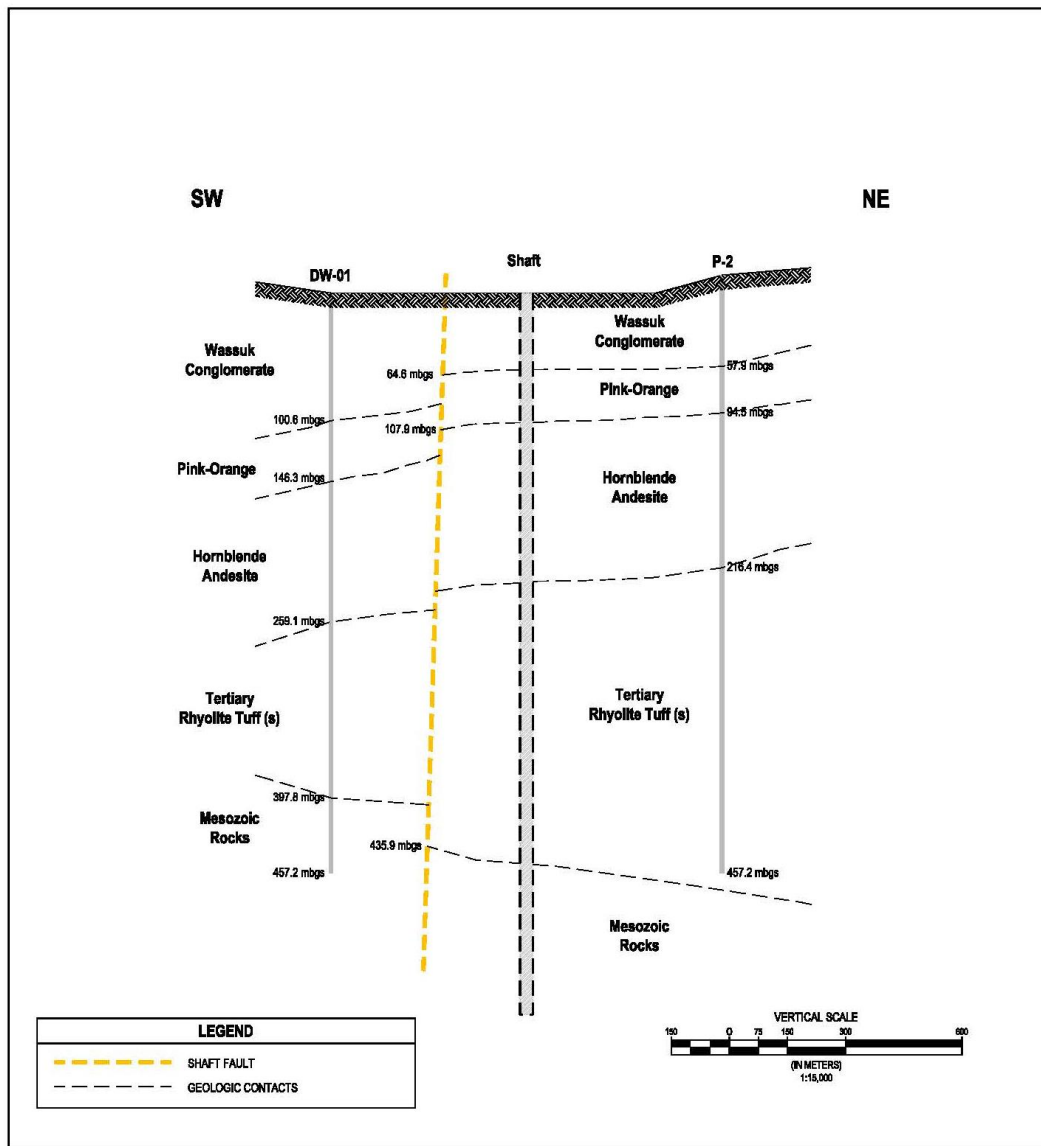 SW
NE
DW-01
Shaft
P-2
Wassuk
Conglomerate
Wassuk
Conglomerate
64.6 mbgs
57.9 mbgs
Pink-Orange
100.6 mbgs
107.9 mbgs
94.5 mbgs
Pink-Orange
146.3 mbgs
Hornblende
Andesite
Hornblende
Andesite
216.4 mbgs
259.1 mbgs
Tertiary
Rhyolite Tuff (s)
Tertiary
Rhyolite Tuff (s)
397.8 mbgs
Mesozoic
Rocks
435.9 mbgs
457.2 mbgs
457.2 mbgs
Mesozoic
Rocks
LEGEND
SHAFT FAULT
GEOLOGIC CONTACTS
VERTICAL SCALE
150 0 75 150 300 600
(IN METERS)
1:15,000